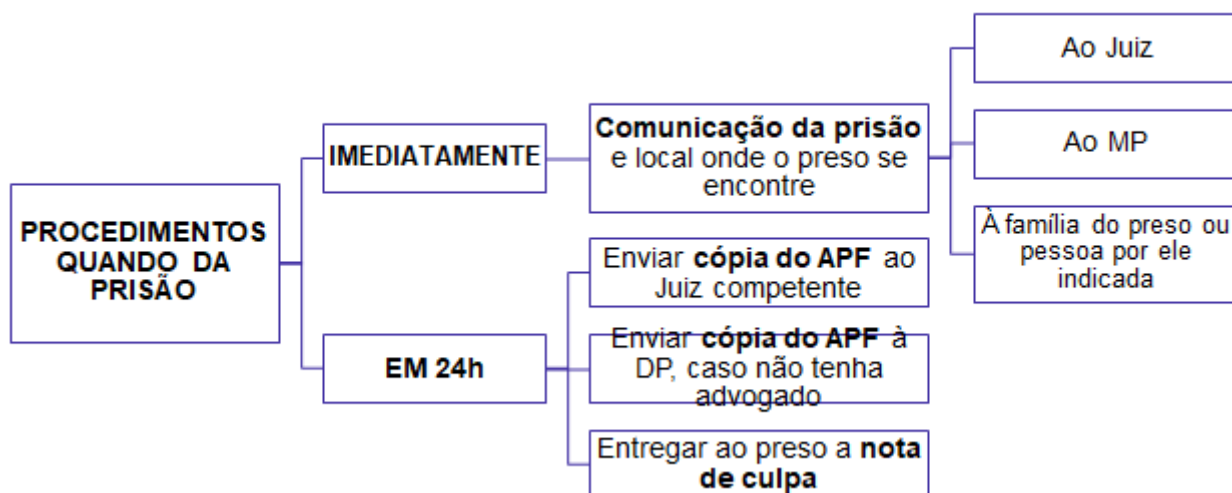 PROCEDIMENTOS
QUANDO DA
PRISÃO
IMEDIATAMENTE
Comunicação da prisão
e local onde o preso se
encontre
Ao Juiz
Ao MP
À família do preso ou
pessoa por ele
indicada
EM 24h
Enviar cópia do APF ao
Juiz competente
Enviar cópia do APF à
DP, caso não tenha
advogado
Entregar ao preso a nota
de culpa